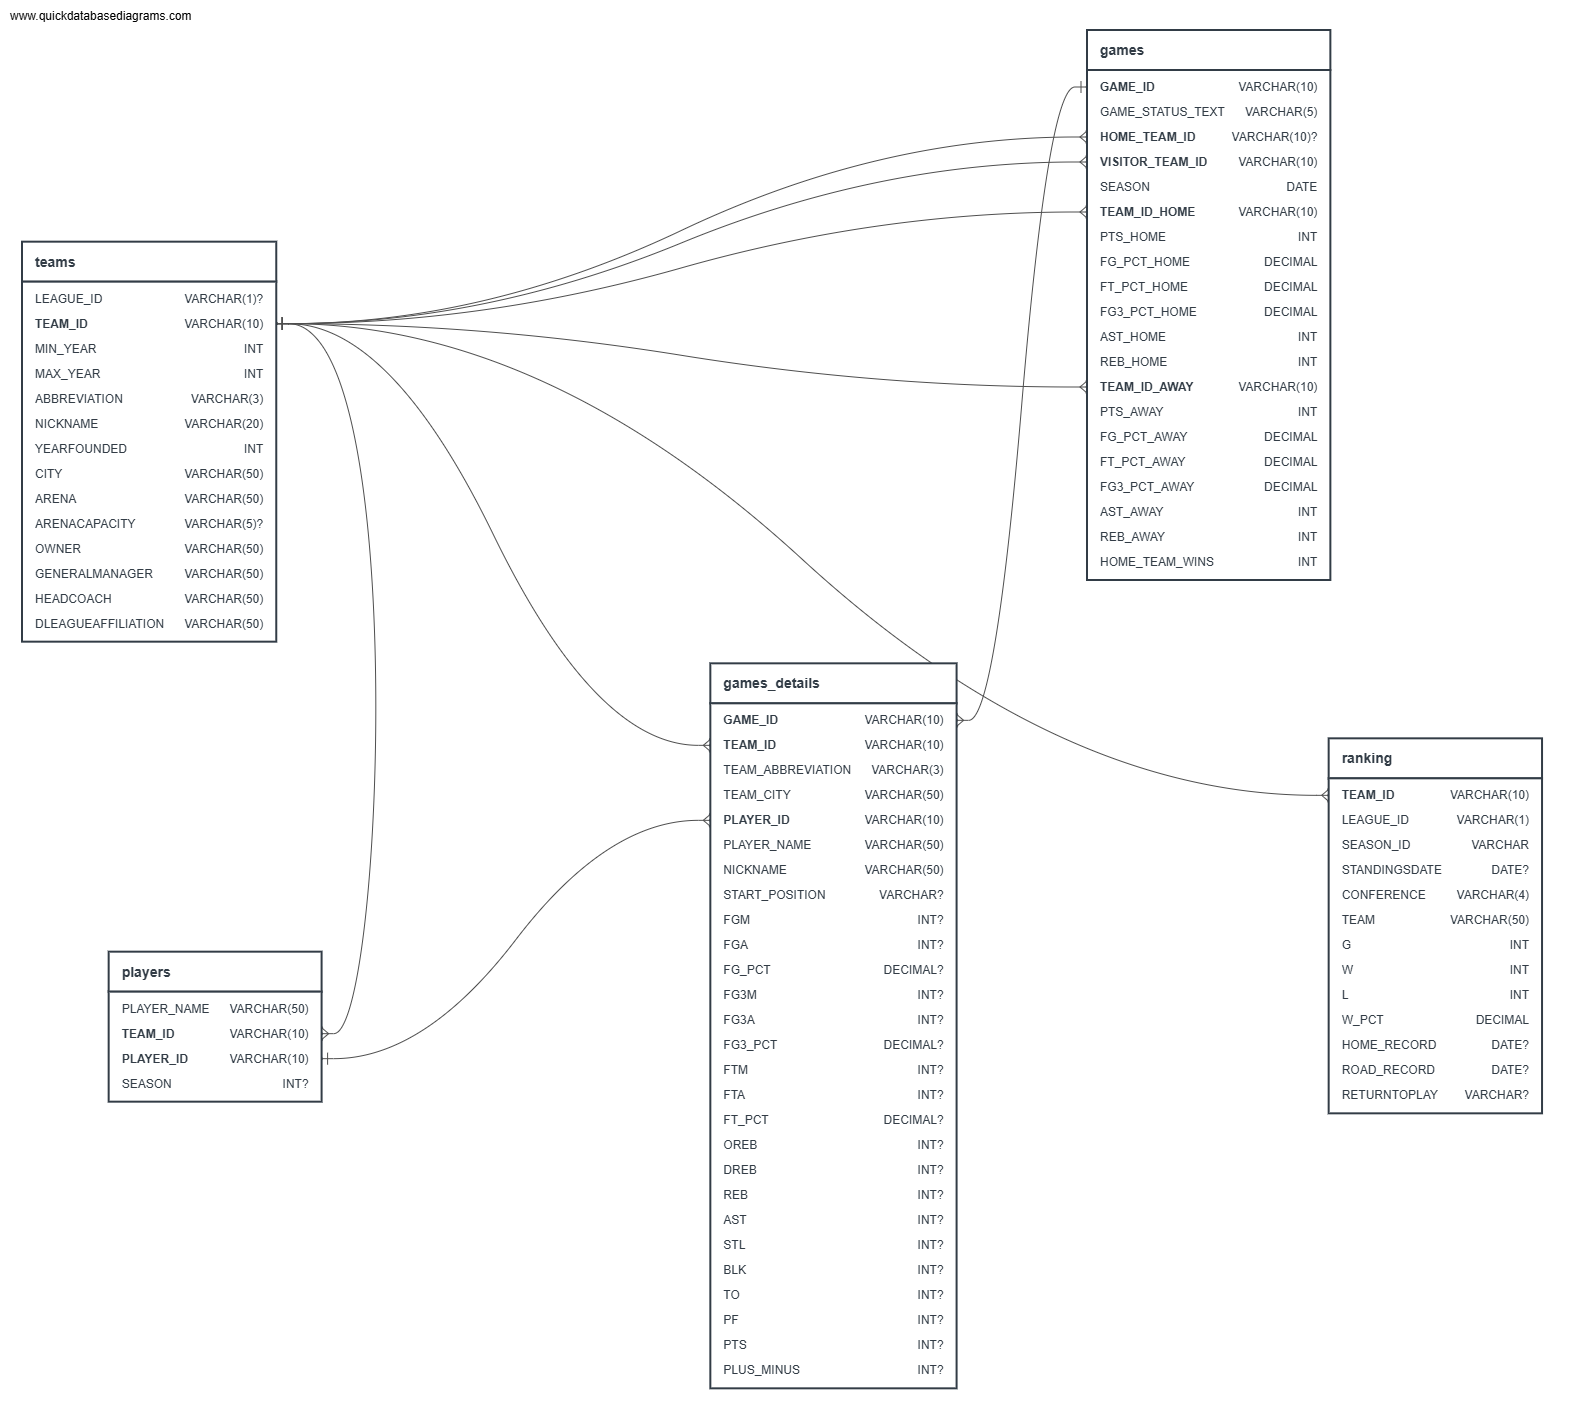 www.quickdatabasediagrams.com
games
GAME_ID VARCHAR(10)
GAME_STATUS_TEXT VARCHAR(5)
HOME_TEAM_ID VARCHAR(10)?
VISITOR_TEAM_ID VARCHAR(10)
SEASON DATE
TEAM_ID_HOME VARCHAR(10)
PTS_HOME INT
FG_PCT_HOME DECIMAL
FT_PCT_HOME DECIMAL
FG3_PCT_HOME DECIMAL
AST_HOME INT
REB_HOME INT
TEAM_ID_AWAY VARCHAR(10)
PTS_AWAY INT
FG_PCT_AWAY DECIMAL
FT_PCT_AWAY DECIMAL
FG3_PCT_AWAY DECIMAL
AST_AWAY INT
REB_AWAY INT
HOME_TEAM_WINS INT
teams
LEAGUE_ID VARCHAR(1)?
TEAM_ID VARCHAR(10)
MIN_YEAR INT
MAX_YEAR INT
ABBREVIATION VARCHAR(3)
NICKNAME VARCHAR(20)
YEARFOUNDED INT
CITY VARCHAR(50)
ARENA VARCHAR(50)
ARENACAPACITY VARCHAR(5)?
OWNER VARCHAR(50)
GENERALMANAGER VARCHAR(50)
HEADCOACH VARCHAR(50)
DLEAGUEAFFILIATION VARCHAR(50)
games_details
GAME_ID VARCHAR(10)
TEAM_ID VARCHAR(10)
TEAM_ABBREVIATION VARCHAR(3)
TEAM_CITY VARCHAR(50)
PLAYER_ID VARCHAR(10)
PLAYER_NAME VARCHAR(50)
NICKNAME VARCHAR(50)
START_POSITION VARCHAR?
FGM INT?
FGA INT?
FG_PCT DECIMAL?
FG3M INT?
FG3A INT?
FG3_PCT DECIMAL?
FTM INT?
FTA INT?
FT_PCT DECIMAL?
OREB INT?
DREB INT?
REB INT?
AST INT?
STL INT?
BLK INT?
TO INT?
PF INT?
PTS INT?
PLUS_MINUS INT?
ranking
TEAM_ID VARCHAR(10)
LEAGUE_ID VARCHAR(1)
SEASON_ID VARCHAR
STANDINGSDATE DATE?
CONFERENCE VARCHAR(4)
TEAM VARCHAR(50)
G INT
W INT
L INT
W_PCT DECIMAL
HOME_RECORD DATE?
ROAD_RECORD DATE?
RETURNTOPLAY VARCHAR?
players
PLAYER_NAME VARCHAR(50)
TEAM_ID VARCHAR(10)
PLAYER_ID VARCHAR(10)
SEASON INT?